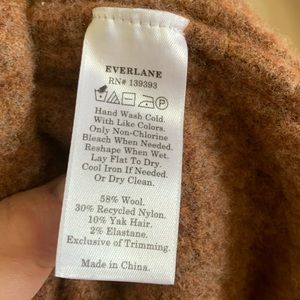 EVERLANE
RN# 139393
Hand Wash Cold.
With Like Colors.
Only Non-Chlorine
Bleach When Needed.
Reshape When Wet.
Lay Flat To Dry.
Cool Iron If Needed.
Or Dry Clean.
58% Wool.
30% Recycled Nylon.
10% Yak Hair.
2% Elastane.
Exclusive of Trimming.
Made in China.